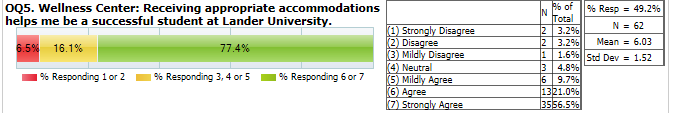 OQ5. Wellness Center: Receiving appropriate accommodations
helps me be a successful student at Lander University.
6.5% 16.1% 77.4%
% Responding 1 or 2 % Responding 3, 4 or 5 % Responding 6 or 7
N % of Total
(1) Strongly Disagree 2 3.2%
(2) Disagree 2 3.2%
(3) Mildly Disagree 1 1.6%
(4) Neutral 3 4.8%
(5) Mildly Agree 6 9.7%
(6) Agree 13 21.0%
(7) Strongly Agree 35 56.5%
% Resp = 49.2%
N = 62
Mean = 6.03
Std Dev = 1.52